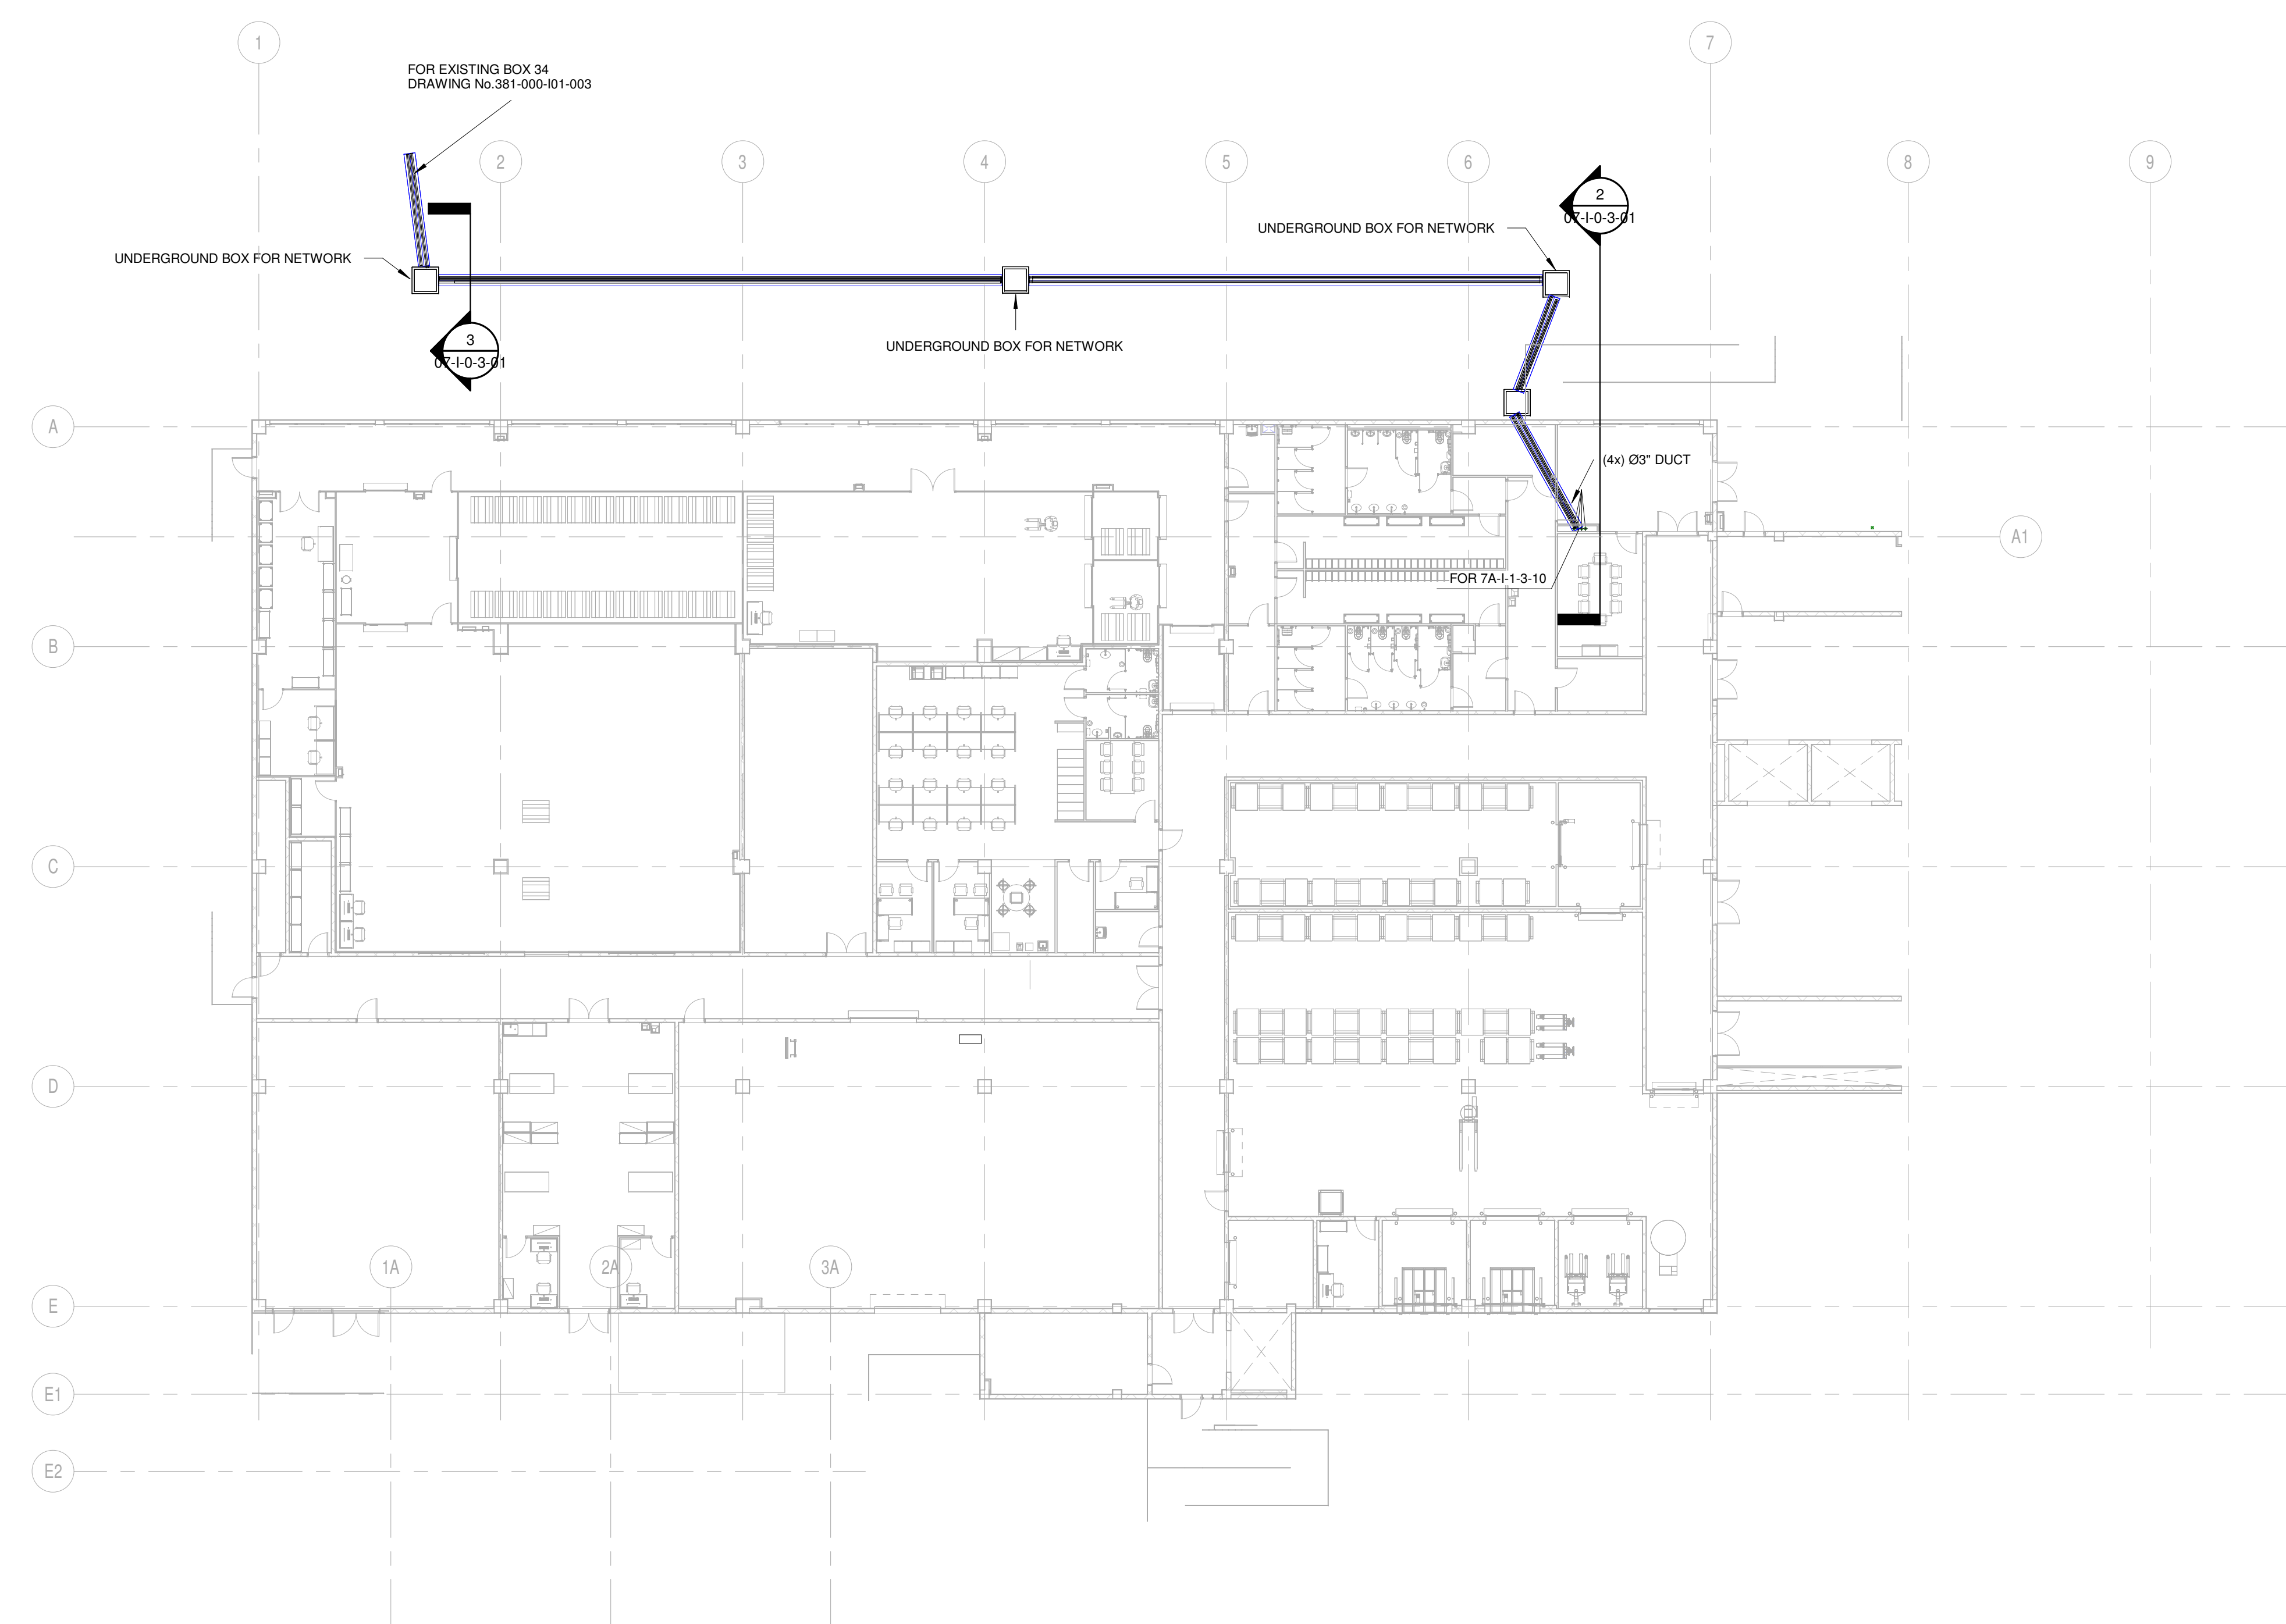 1
7
FOR EXISTING BOX 34
DRAWING No.381-000-I01-003
2
3
4
5
6
8
9
2
07-I-0-3-01
UNDERGROUND BOX FOR NETWORK
UNDERGROUND BOX FOR NETWORK
3
07-I-0-3-01
UNDERGROUND BOX FOR NETWORK
A
(4x) Ø3" DUCT
A1
FOR 7A-I-1-3-10
B
C
D
1A
2A
3A
E
E1
E2